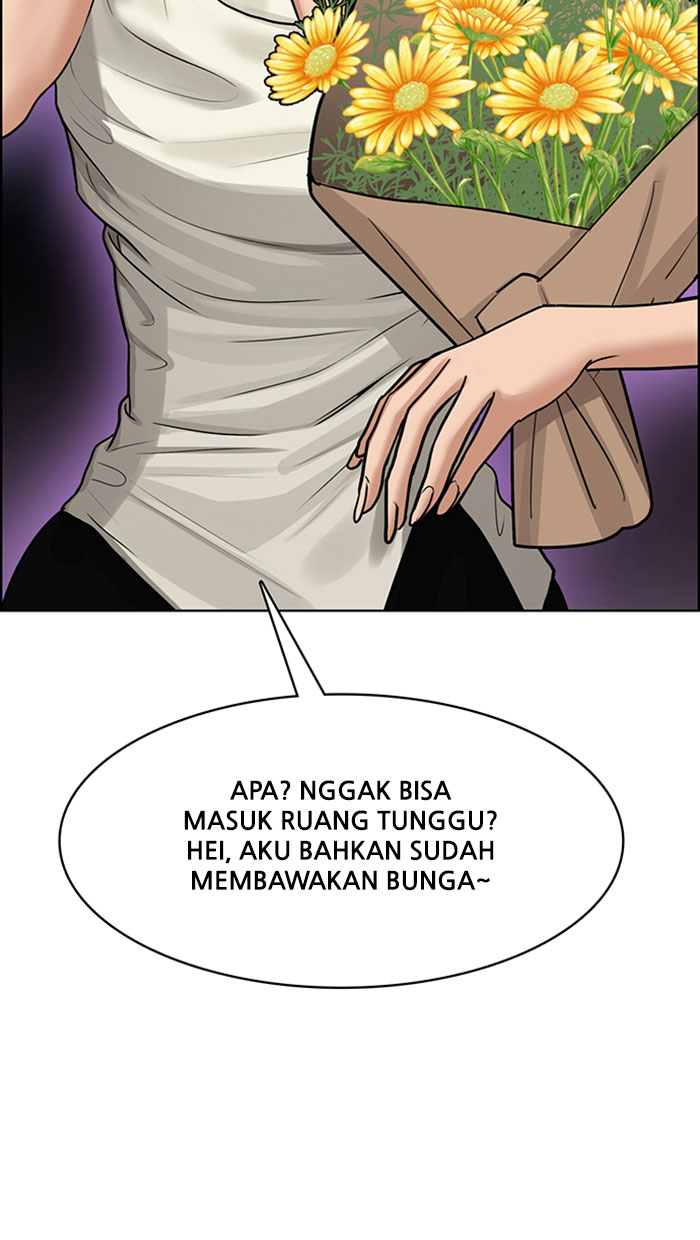 APA? NGGAK BISA
MASUK RUANG TUNGGU?
HEI, AKU BAHKAN SUDAH
MEMBAWAKAN BUNGA~